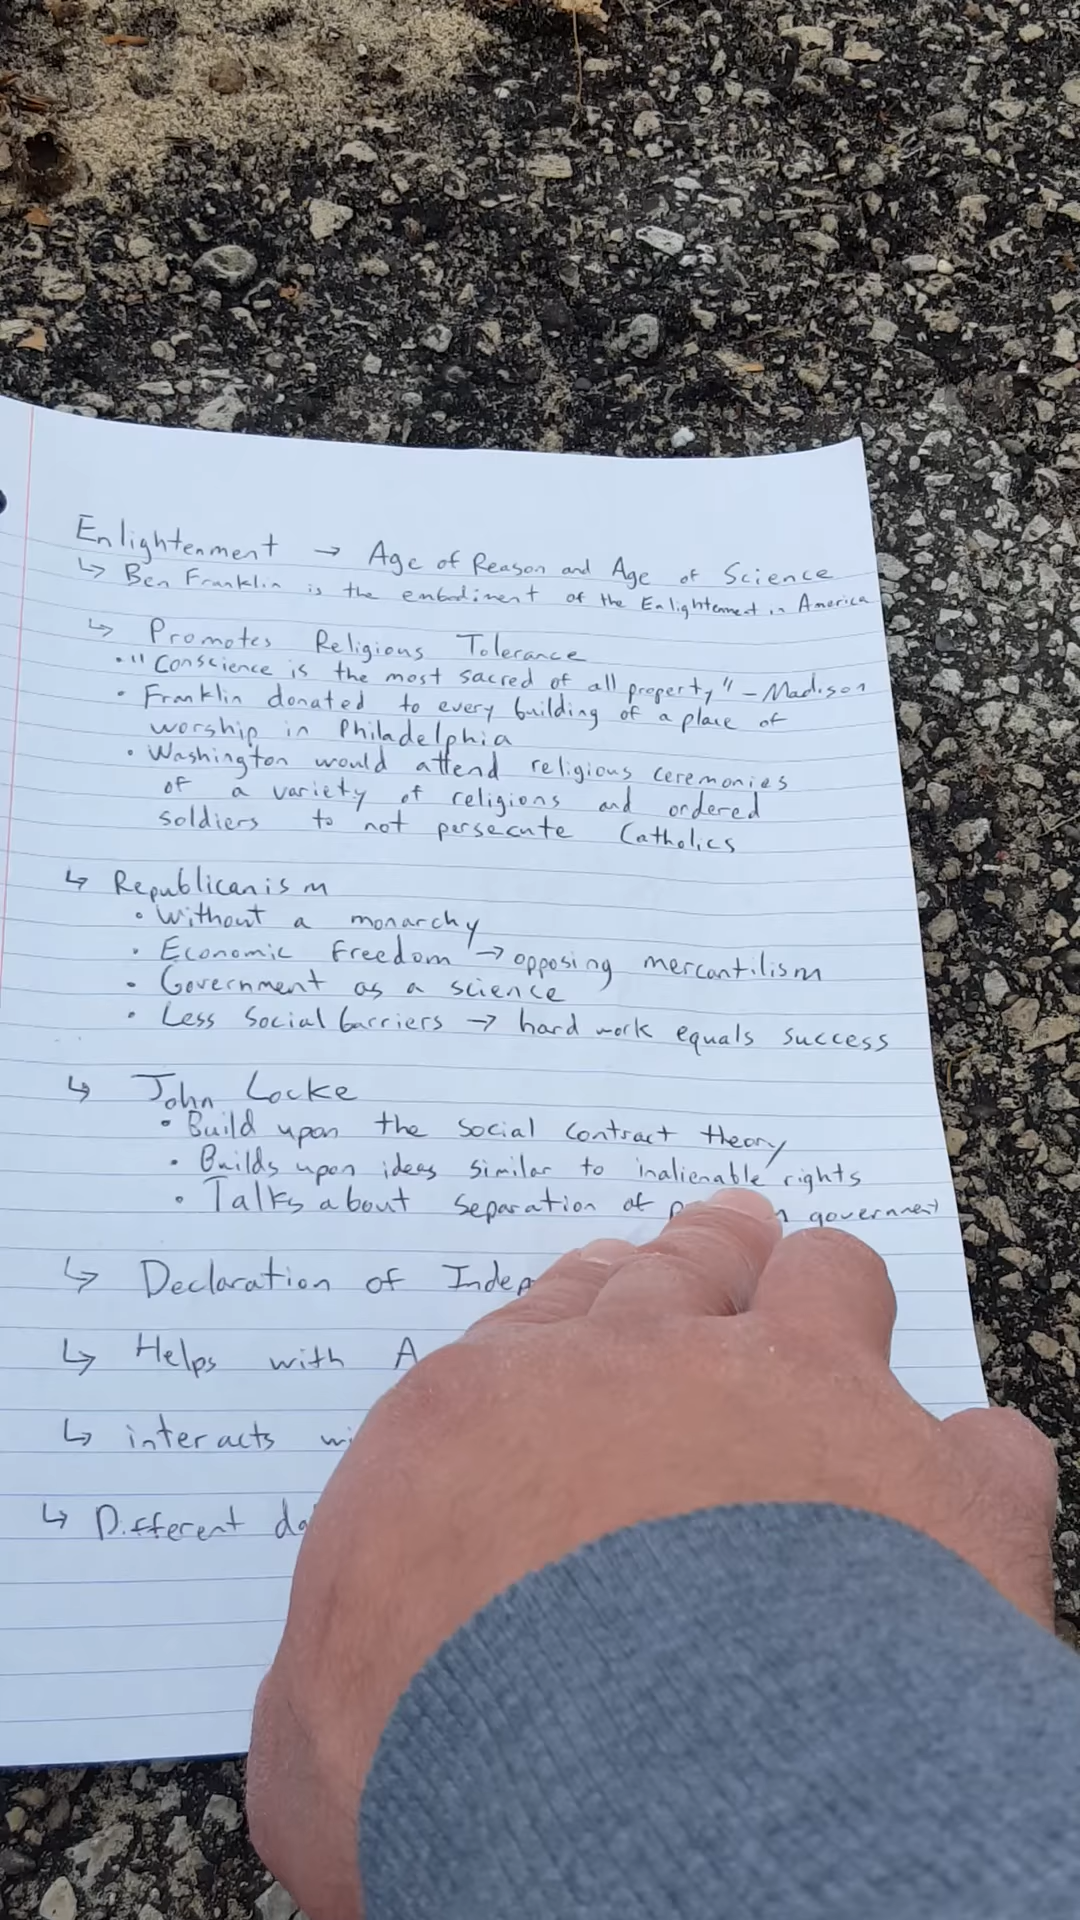 Enlightenment → Age of Reason and Age of Science
↳ Ben Franklin is the embodiment of the Enlightenment in America
↳ Promotes Religious Tolerance
• "Conscience is the most sacred of all property" - Madison
• Franklin donated to every building of a place of
worship in Philadelphia
• Washington would attend religious ceremonies
of a variety of religions and ordered
soldiers to not persecute Catholics
↳ Republicanism
• Without a monarchy
• Economic Freedom → opposing mercantilism
• Government as a science
• Less Social barriers → hard work equals success
↳ John Locke
• Build upon the social contract theory
• Builds upon ideas similar to inalienable rights
• Talks about separation of government
↳ Declaration of
↳ Helps with
↳ interacts
↳ Different